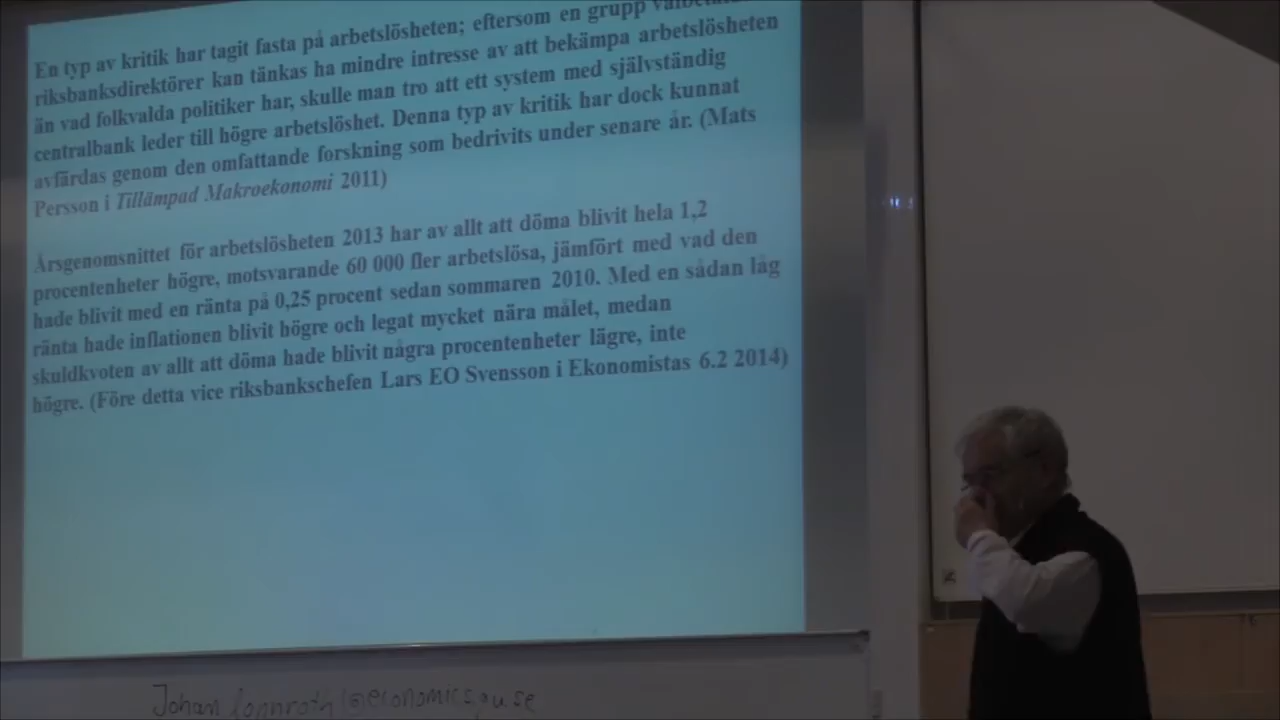 En typ av kritik har tagit fasta på arbetslösheten; eftersom en grupp
riksbanksdirektörer kan tänkas ha mindre intresse av att bekämpa arbetslösheten
än vad folkvalda politiker har, skulle man tro att ett system med självständig
centralbank leder till högre arbetslöshet. Denna typ av kritik har dock kunnat
avfärdas genom den omfattande forskning som bedrivits under senare år. (Mats
Persson i Tillämpad Makroekonomi 2011)
Årsgenomsnittet för arbetslösheten 2013 har av allt att döma blivit hela 1,2
procentenheter högre, motsvarande 60 000 fler arbetslösa, jämfört med vad den
hade blivit med en ränta på 0,25 procent sedan sommaren 2010. Med en sådan låg
ränta hade inflationen blivit högre och legat mycket nära målet, medan
skuldkvoten av allt att döma hade blivit några procentenheter lägre, inte
högre. (Före detta vice riksbankschefen Lars EO Svensson i Ekonomistas 6.2 2014)
Johan lonnroth@economics.gu.se